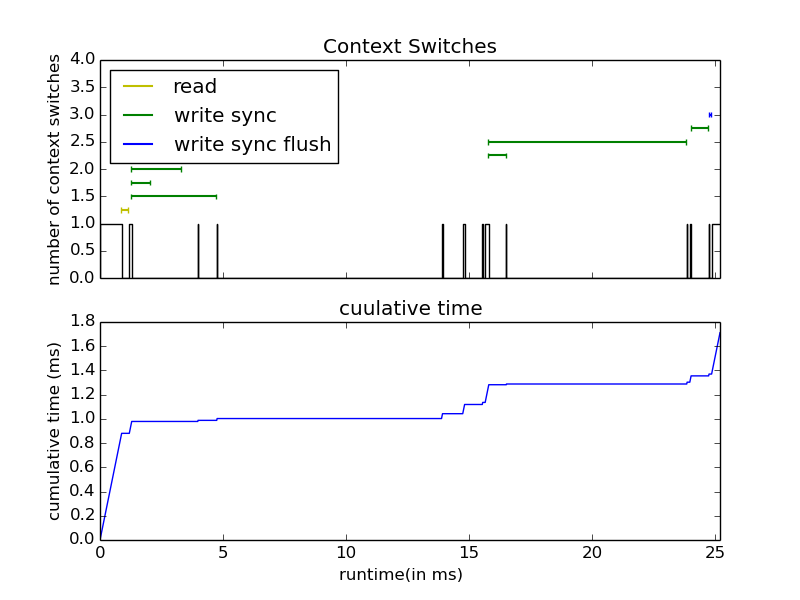 Context Switches
number of context switches
4.0
3.5
3.0
2.5
2.0
1.5
1.0
0.5
0.0
read
write sync
write sync flush
cuulative time
cumulative time (ms)
1.8
1.6
1.4
1.2
1.0
0.8
0.6
0.4
0.2
0.0
0 5 10 15 20 25
runtime(in ms)